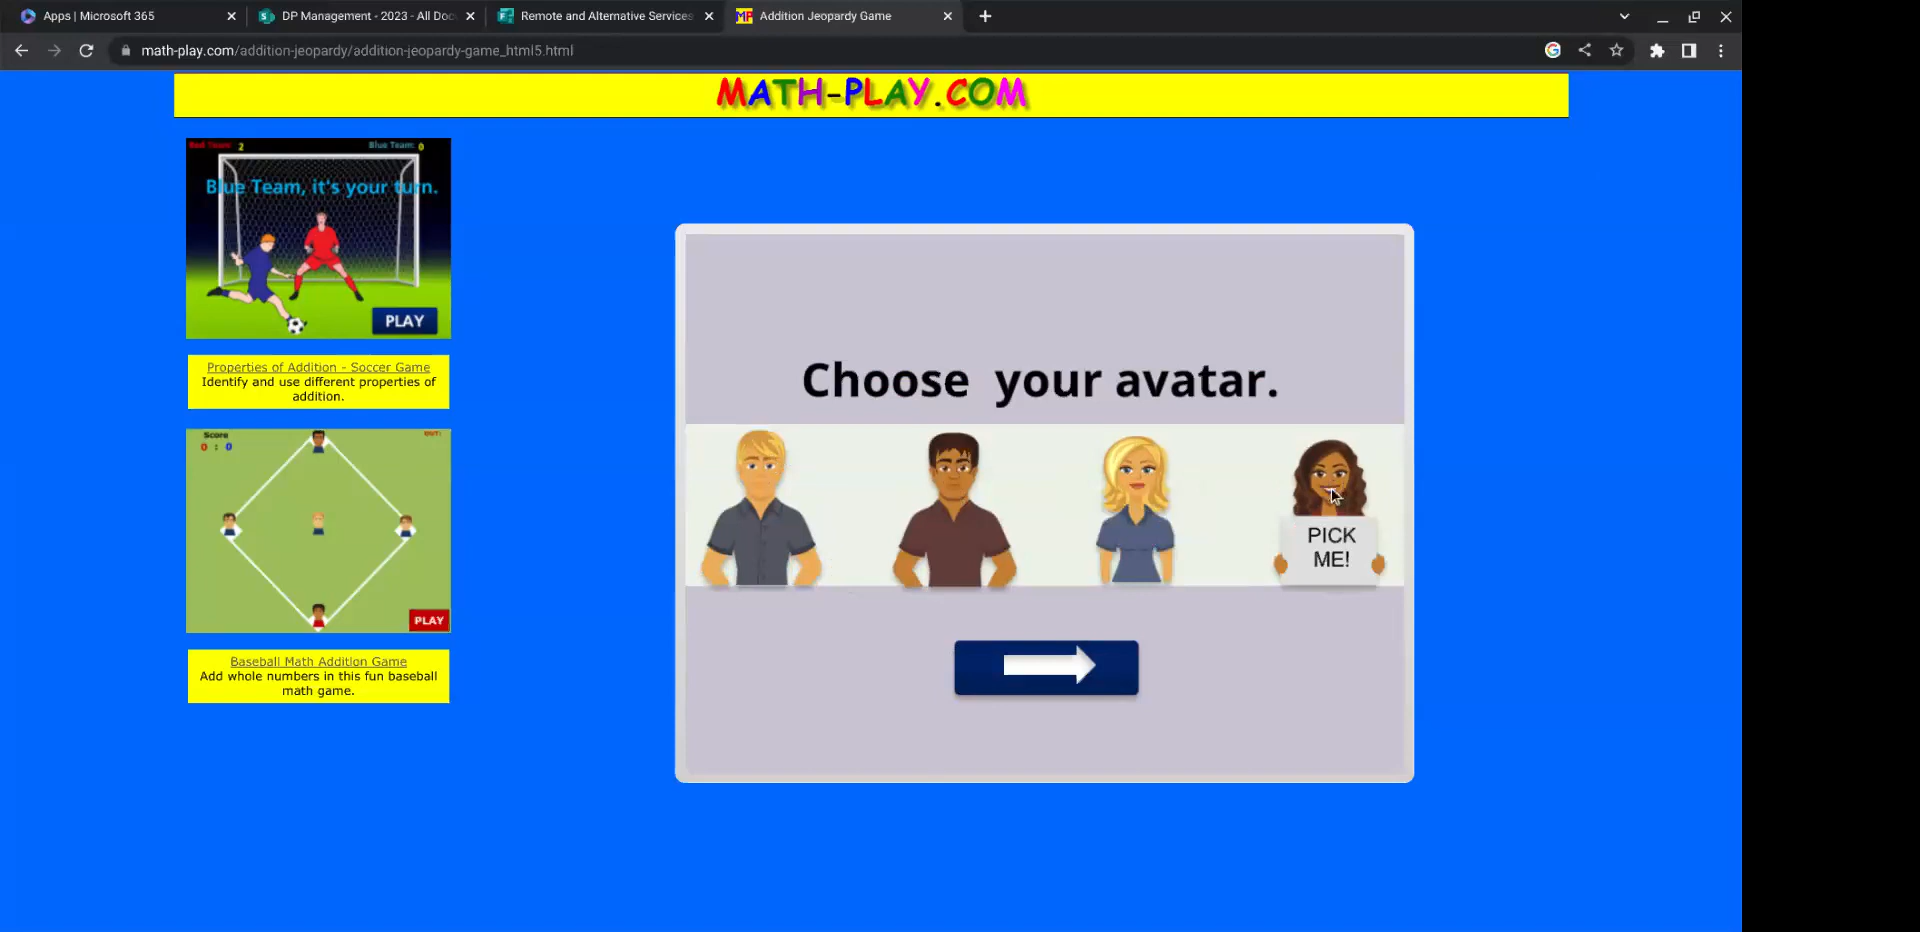 Apps | Microsoft 365
DP Management - 2023 - All Doc
Remote and Alternative Services
Addition Jeopardy Game
math-play.com/addition-jeopardy/addition-jeopardy-game_html5.html
MATH-PLAY.COM
Red Team: 2
Blue Team: 0
Blue Team, it's your turn.
PLAY
Properties of Addition - Soccer Game
Identify and use different properties of
addition.
Score
0 : 0
OUT:
PLAY
Baseball Math Addition Game
Add whole numbers in this fun baseball
math game.
Choose your avatar.
PICK
ME!